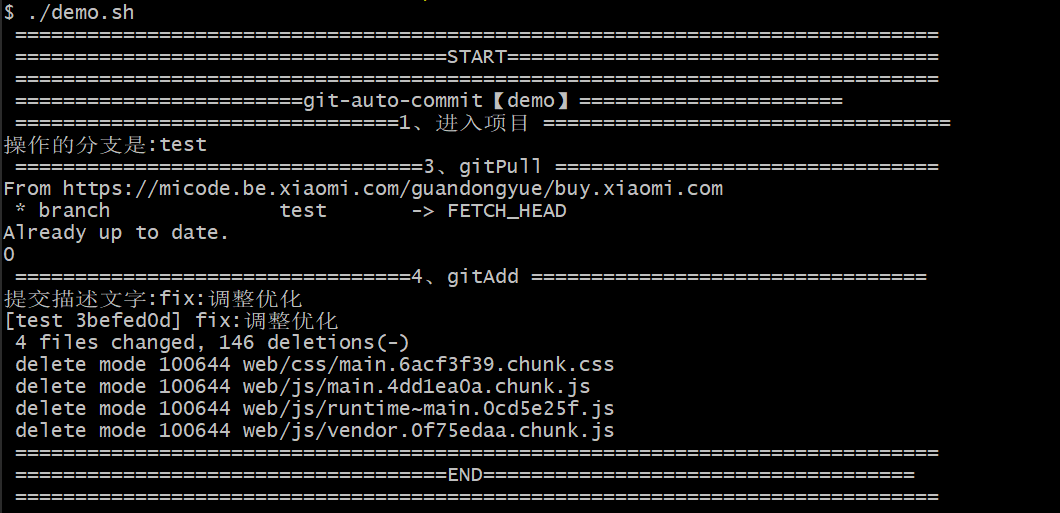 $ ./demo.sh
=============================================================================
====================================START====================================
=============================================================================
========================git-auto-commit【demo】======================
================================1、进入项目 ==================================
操作的分支是:test
==================================3、gitPull ================================
From https://micode.be.xiaomi.com/guandongyue/buy.xiaomi.com
* branch test -> FETCH_HEAD
Already up to date.
0
=================================4、gitAdd =================================
提交描述文字:fix:调整优化
[test 3befed0d] fix:调整优化
4 files changed, 146 deletions(-)
delete mode 100644 web/css/main.6acf3f39.chunk.css
delete mode 100644 web/js/main.4dd1ea0a.chunk.js
delete mode 100644 web/js/runtime~main.0cd5e25f.js
delete mode 100644 web/js/vendor.0f75edaa.chunk.js
=============================================================================
====================================END====================================
=============================================================================